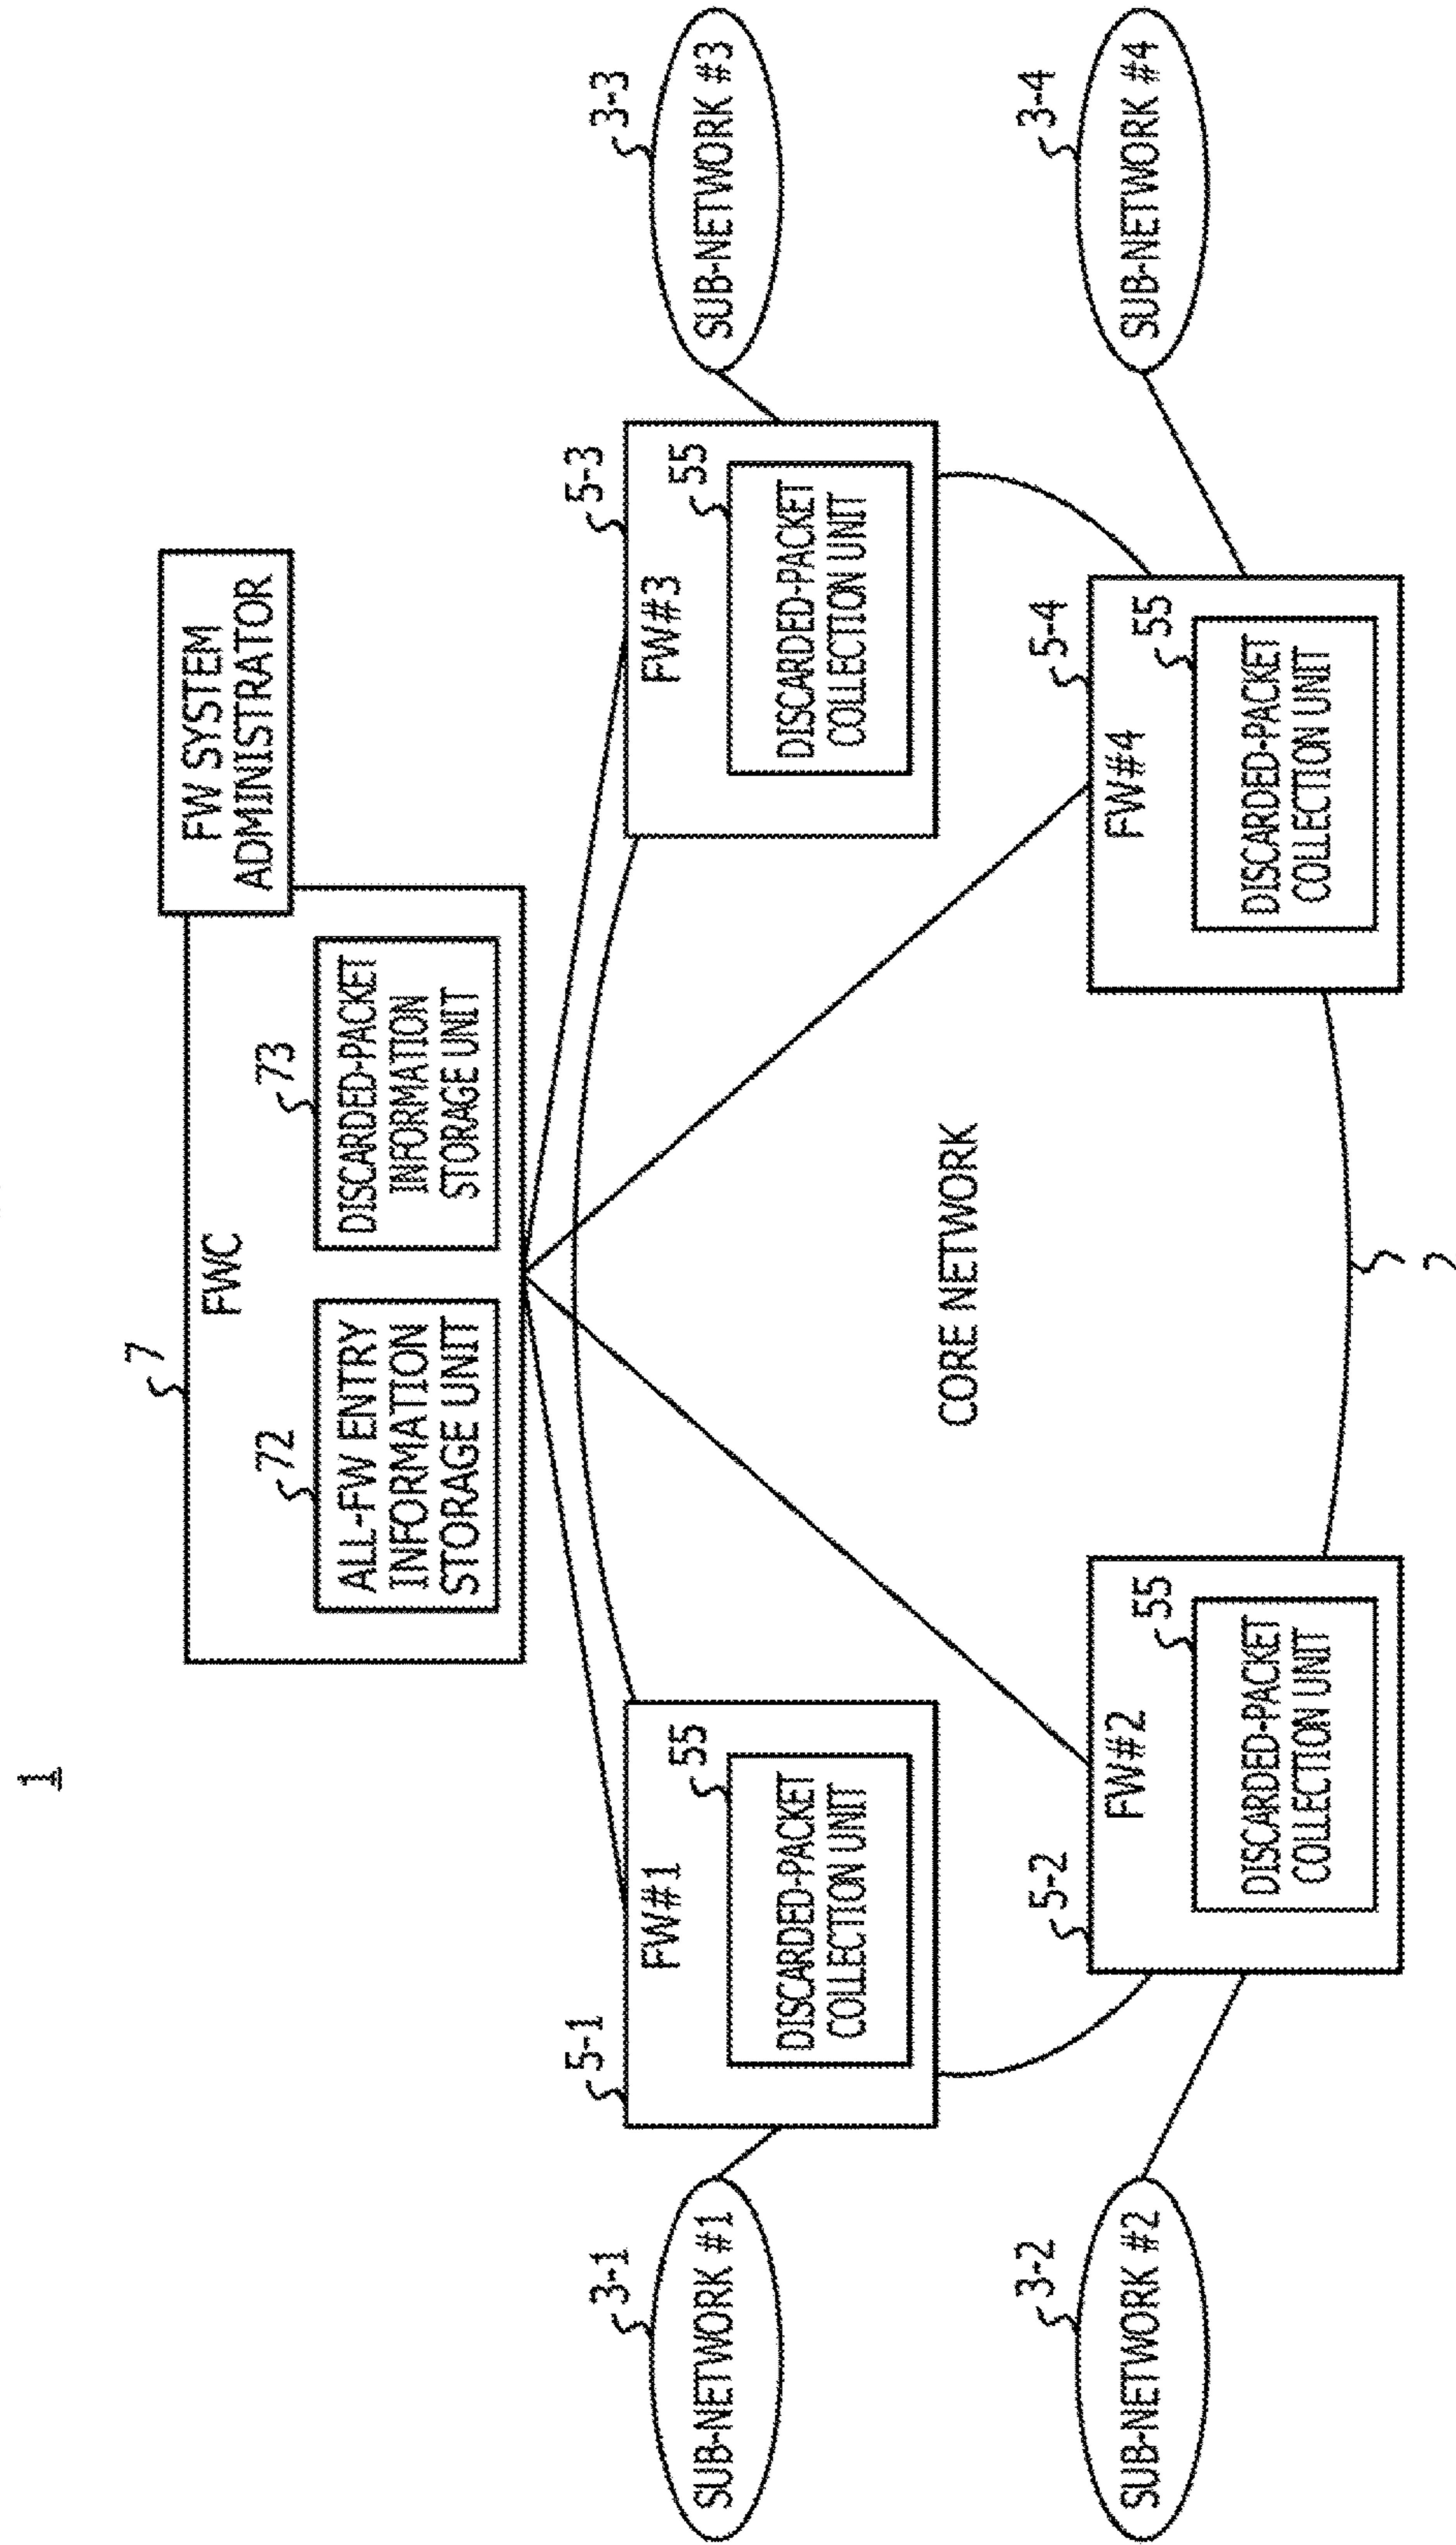 1
FW SYSTEM
ADMINISTRATOR
7
FWC
72
ALL-FW ENTRY
INFORMATION
STORAGE UNIT
73
DISCARDED-PACKET
INFORMATION
STORAGE UNIT
3-1
SUB-NETWORK #1
5-1
FW#1
55
DISCARDED-PACKET
COLLECTION UNIT
5-3
FW#3
55
DISCARDED-PACKET
COLLECTION UNIT
3-3
SUB-NETWORK #3
CORE NETWORK
3-2
SUB-NETWORK #2
5-2
FW#2
55
DISCARDED-PACKET
COLLECTION UNIT
5-4
FW#4
55
DISCARDED-PACKET
COLLECTION UNIT
3-4
SUB-NETWORK #4